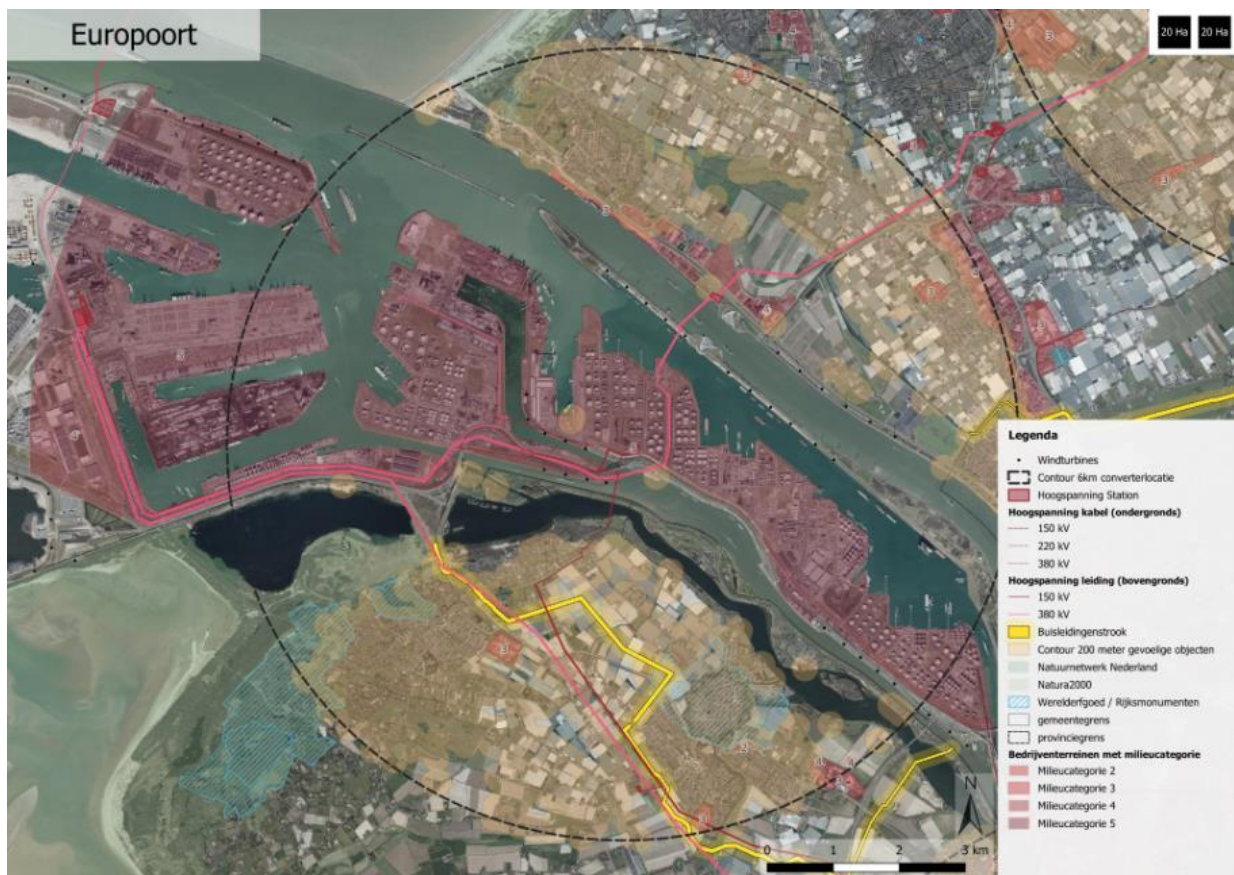 Europoort
20 Ha 20 Ha
Legenda
Windturbines
Contour 6km converterlocatie
Hoogspanning Station
Hoogspanning kabel (ondergronds)
150 kV
220 kV
380 kV
Hoogspanning leiding (bovengronds)
150 kV
380 kV
Buisleidingenstrook
Contour 200 meter gevoelige objecten
Natuurnetwerk Nederland
Natura2000
Werelderfgoed / Rijksmonumenten
gemeentegrens
provinciegrens
Bedrijventerreinen met milieucategorie
Milieucategorie 2
Milieucategorie 3
Milieucategorie 4
Milieucategorie 5
N
0 1 2 3 km